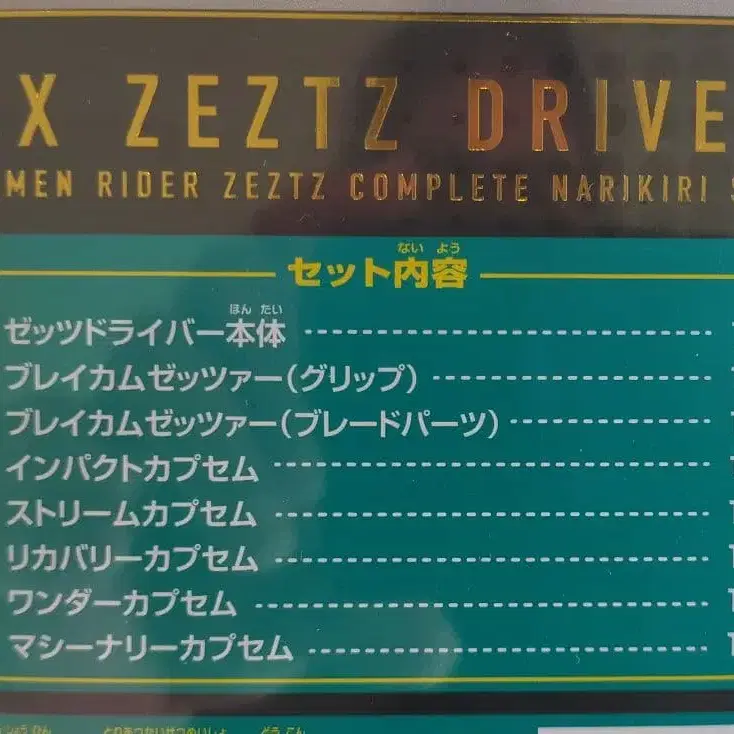 X ZEZTZ DRIVE
MEN RIDER ZEZTZ COMPLETE NARIKIRI
ない よう
セット内容
ほん たい
ゼッツドライバー本体
ブレイカムゼッツァー(グリップ)
ブレイカムゼッツァー(ブレードパーツ)
インパクトカプセム
ストリームカプセム
リカバリーカプセム
ワンダーカプセム
マシーナリーカプセム